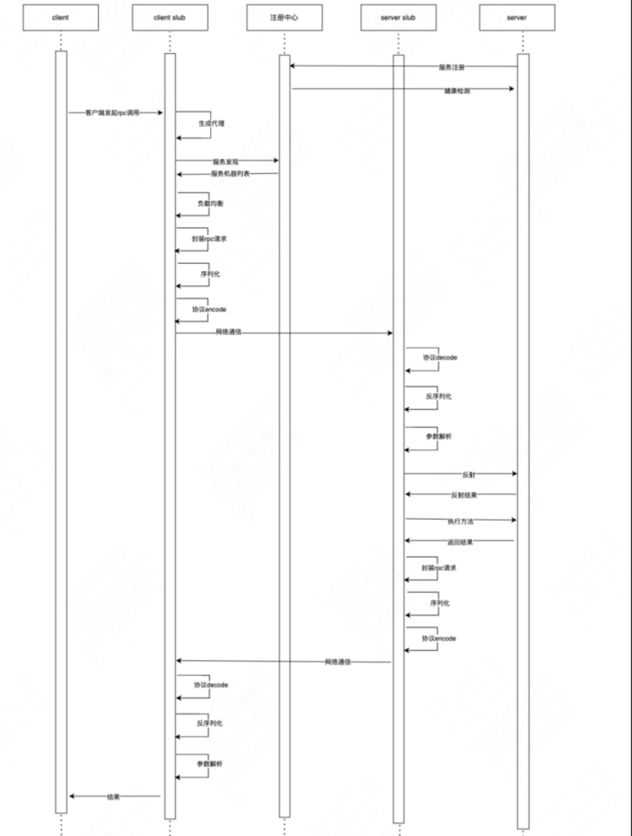 client
client slub
注册中心
server slub
server
服务注册
健康检测
客户端发起rpc调用
生成代理
服务发现
服务机器列表
负载均衡
封装rpc请求
序列化
协议encode
网络通信
协议decode
反序列化
参数解析
反射
反射结果
执行方法
返回结果
封装rpc请求
序列化
协议encode
网络通信
协议decode
反序列化
参数解析
结果